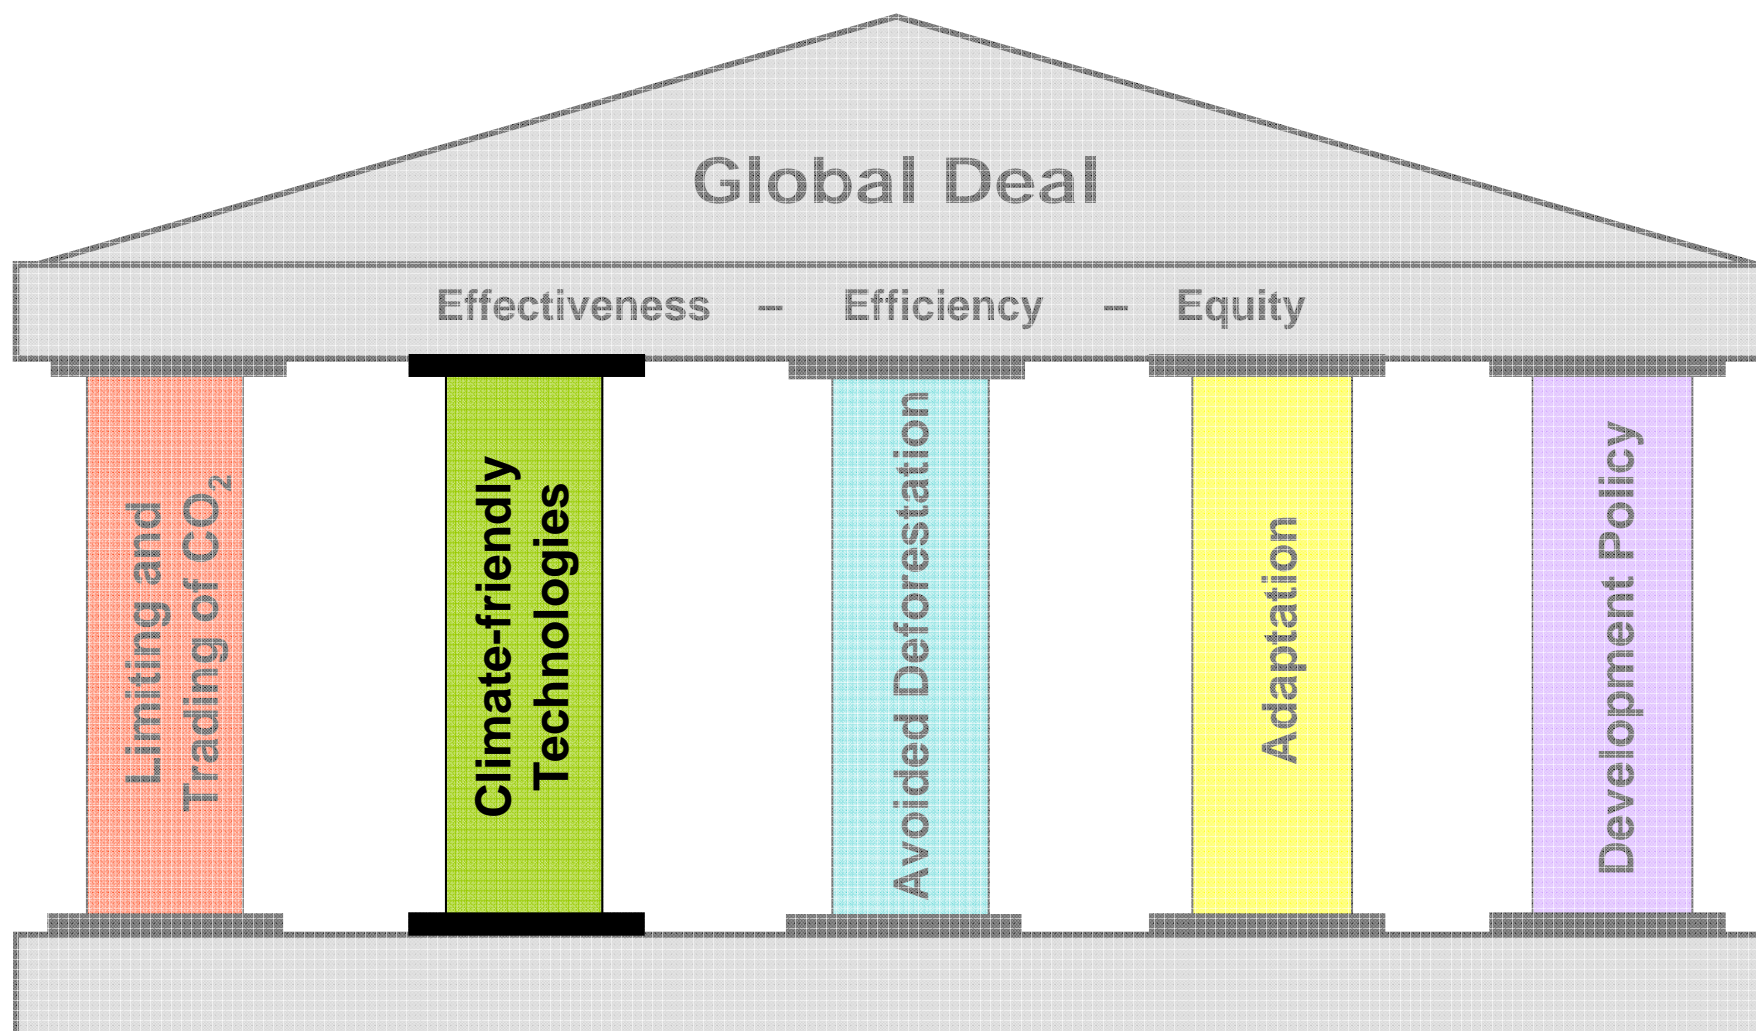 Global Deal
Effectiveness – Efficiency – Equity
Limiting and
Trading of CO₂
Climate-friendly
Technologies
Avoided Deforestation
Adaptation
Development Policy